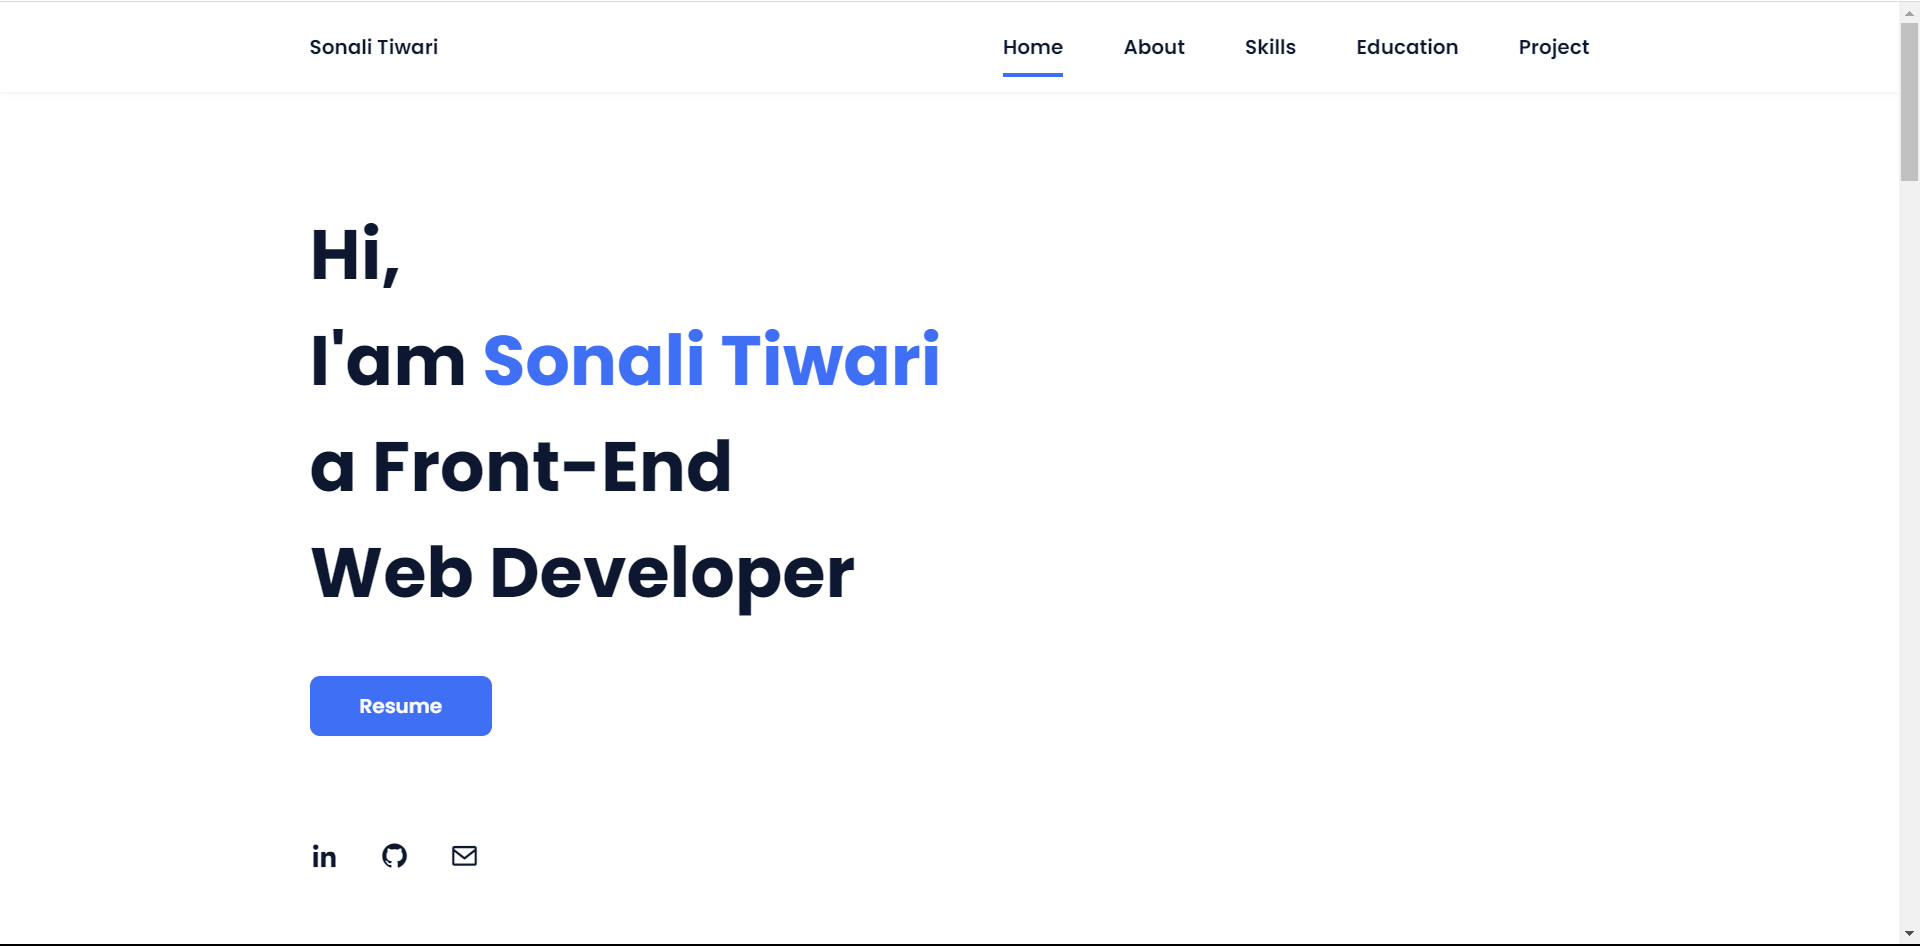 Sonali Tiwari
Home About Skills Education Project
Hi,
I'am Sonali Tiwari
a Front-End
Web Developer
Resume
in